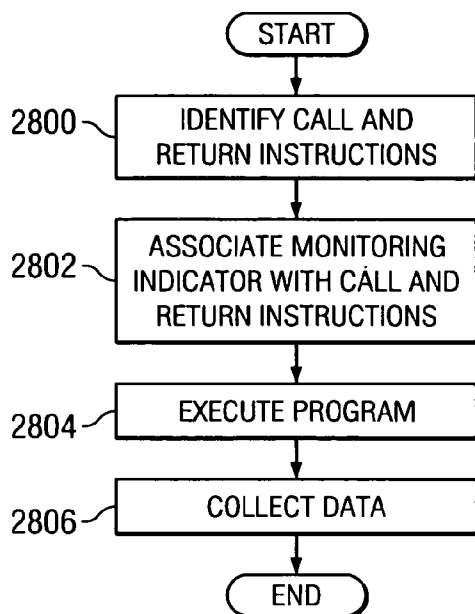 START
2800
IDENTIFY CALL AND
RETURN INSTRUCTIONS
2802
ASSOCIATE MONITORING
INDICATOR WITH CALL AND
RETURN INSTRUCTIONS
2804
EXECUTE PROGRAM
2806
COLLECT DATA
END